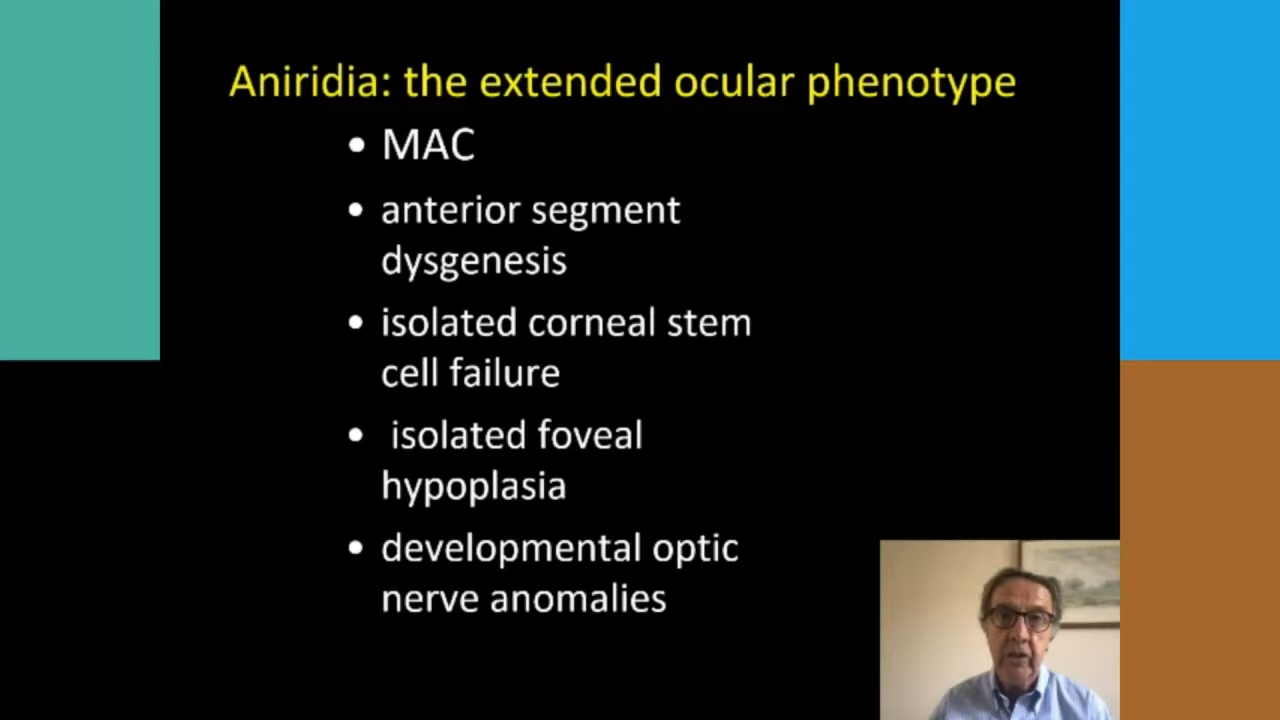 Aniridia: the extended ocular phenotype
• MAC
• anterior segment
dysgenesis
• isolated corneal stem
cell failure
• isolated foveal
hypoplasia
• developmental optic
nerve anomalies